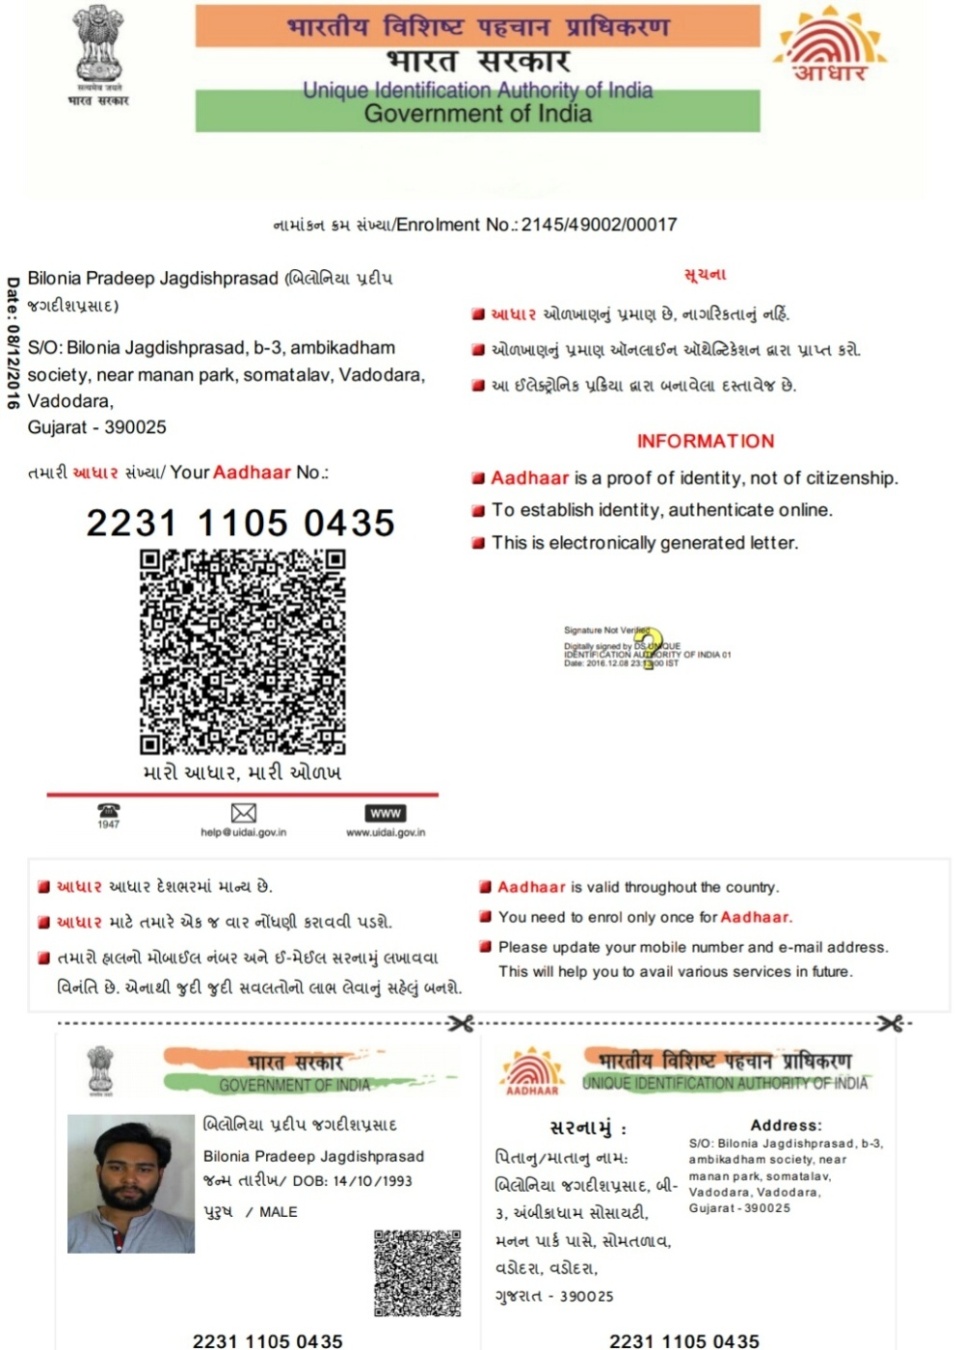 भारतीय विशिष्ट पहचान प्राधिकरण
भारत सरकार
Unique Identification Authority of India
Government of India
सत्यमेव जयते
भारत सरकार
आधार
નામાંકન ક્રમ સંખ્યા/Enrolment No.: 2145/49002/00017
Date: 08/12/2016
Bilonia Pradeep Jagdishprasad (બિલોનિયા પ્રદીપ
જગદીશપ્રસાદ)
S/O: Bilonia Jagdishprasad, b-3, ambikadham
society, near manan park, somatalav, Vadodara,
Vadodara,
Gujarat - 390025
તમારી આધાર સંખ્યા/ Your Aadhaar No.:
2231 1105 0435
મારો આધાર, મારી ઓળખ
1947
help@uidai.gov.in
www
www.uidai.gov.in
સૂચના
આધાર ઓળખાણનું પ્રમાણ છે, નાગરિકતાનું નહિં.
ઓળખાણનું પ્રમાણ ઑનલાઈન ઑથેન્ટિકેશન દ્વારા પ્રાપ્ત કરો.
આ ઈલેક્ટ્રોનિક પ્રક્રિયા દ્વારા બનાવેલા દસ્તાવેજ છે.
INFORMATION
Aadhaar is a proof of identity, not of citizenship.
To establish identity, authenticate online.
This is electronically generated letter.
Signature Not Verified
Digitally signed by DS UNIQUE
IDENTIFICATION AUTHORITY OF INDIA 01
Date: 2016.12.08 23:13:00 IST
આધાર આધાર દેશભરમાં માન્ય છે.
આધાર માટે તમારે એક જ વાર નોંધણી કરાવવી પડશે.
તમારો હાલનો મોબાઈલ નંબર અને ઈ-મેઈલ સરનામું લખાવવા
વિનંતિ છે. એનાથી જુદી જુદી સવલતોનો લાભ લેવાનું સહેલું બનશે.
Aadhaar is valid throughout the country.
You need to enrol only once for Aadhaar.
Please update your mobile number and e-mail address.
This will help you to avail various services in future.
भारत सरकार
GOVERNMENT OF INDIA
બિલોનિયા પ્રદીપ જગદીશપ્રસાદ
Bilonia Pradeep Jagdishprasad
જન્મ તારીખ/ DOB: 14/10/1993
પુરુષ / MALE
2231 1105 0435
AADHAAR
भारतीय विशिष्ट पहचान प्राधिकरण
UNIQUE IDENTIFICATION AUTHORITY OF INDIA
સરનામું :
પિતાનુ/માતાનુ નામ:
બિલોનિયા જગદીશપ્રસાદ, બી-
૩, અંબીકાધામ સોસાયટી,
મનન પાર્ક પાસે, સોમતળાવ,
વડોદરા, વડોદરા,
ગુજરાત - 390025
Address:
S/O: Bilonia Jagdishprasad, b-3,
ambikadham society, near
manan park, somatalav,
Vadodara, Vadodara,
Gujarat - 390025
2231 1105 0435